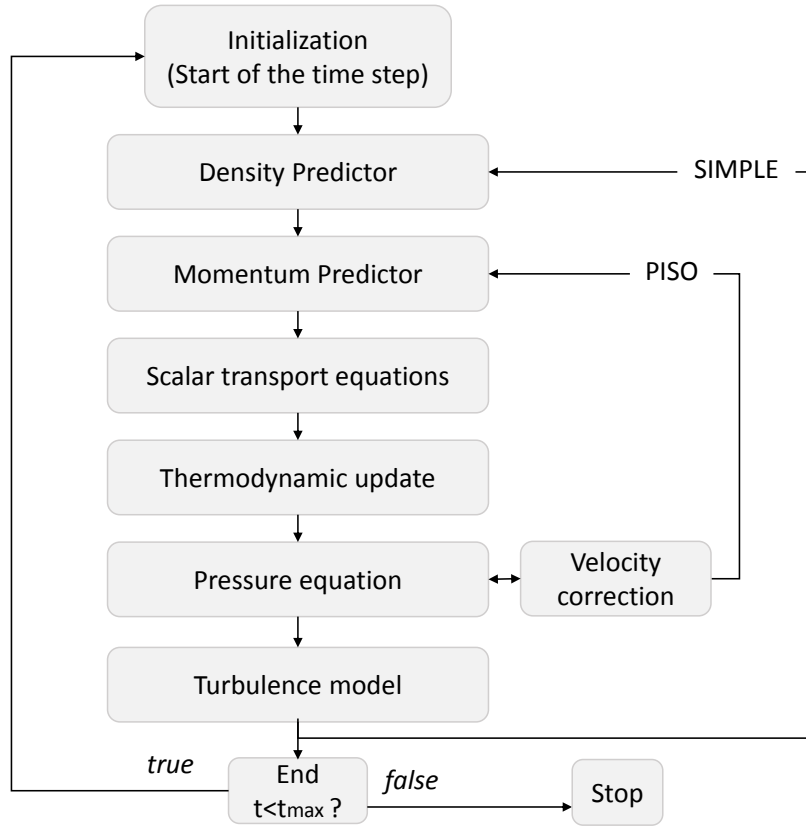 Initialization
(Start of the time step)
Density Predictor
SIMPLE
Momentum Predictor
PISO
Scalar transport equations
Thermodynamic update
Pressure equation
Velocity
correction
Turbulence model
true
End
t<tmax ?
false
Stop